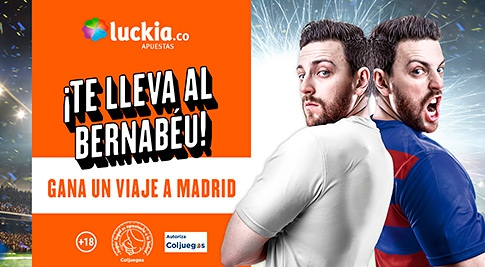 luckia.co
APUESTAS
¡TE LLEVA AL
BERNABÉU!
GANA UN VIAJE A MADRID
+18
Coljuegos
Autoriza
Coljuegos